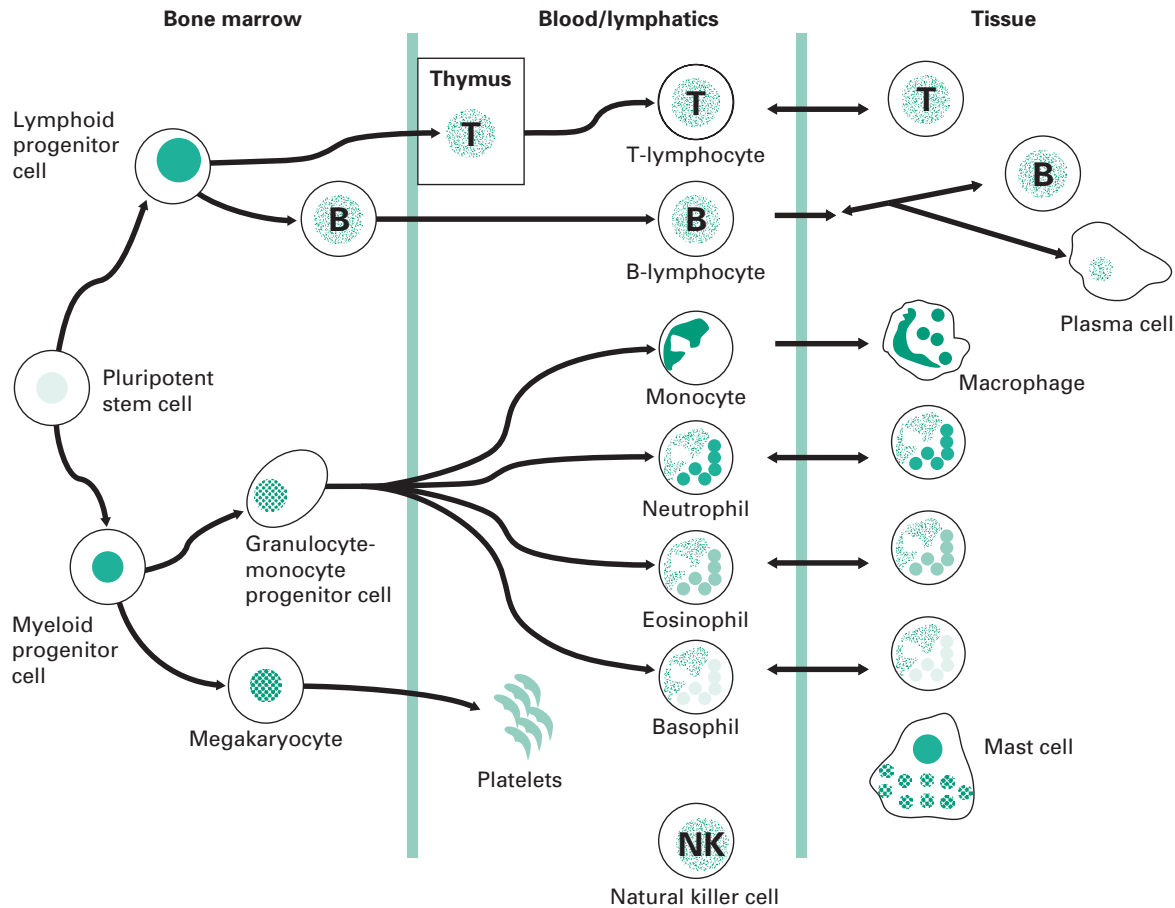 Bone marrow
Blood/lymphatics
Tissue
Thymus
T
T
T
Lymphoid
progenitor
cell
T-lymphocyte
B
B
B
B-lymphocyte
Plasma cell
Pluripotent
stem cell
Monocyte
Macrophage
Neutrophil
Granulocyte-
monocyte
progenitor cell
Eosinophil
Myeloid
progenitor
cell
Megakaryocyte
Basophil
Platelets
Mast cell
NK
Natural killer cell